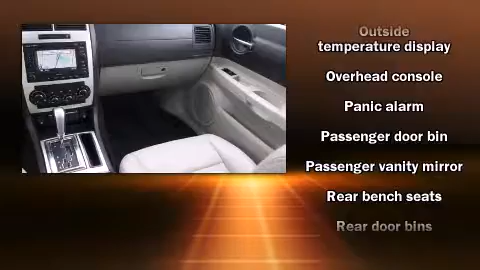 Outside
temperature display
Overhead console
Panic alarm
Passenger door bin
Passenger vanity mirror
Rear bench seats
Rear door bins